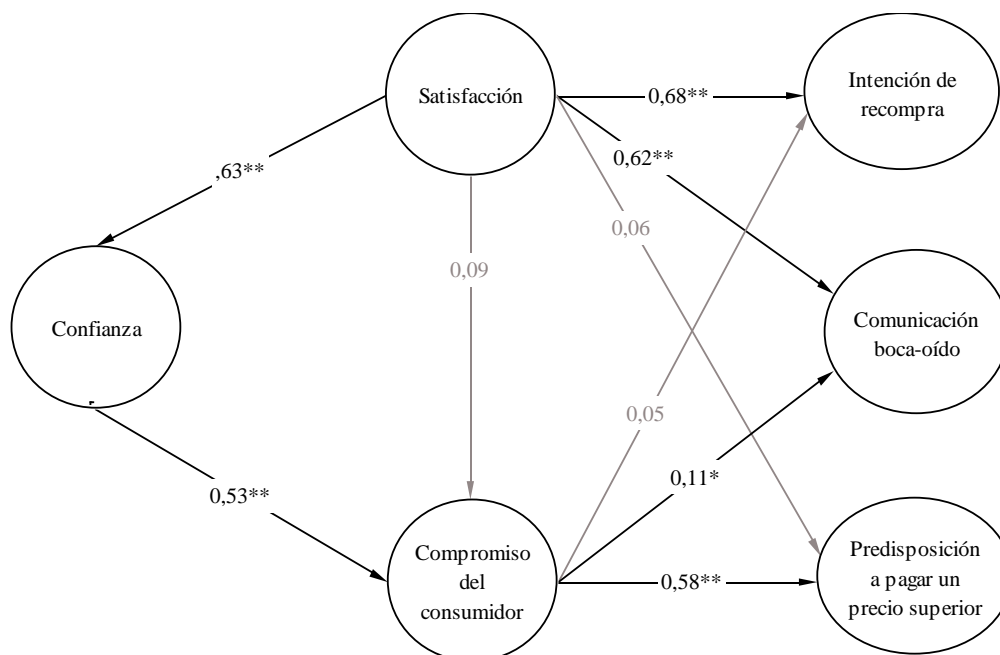 Satisfacción
Intención de
recompra
0,68**
0,62**
,63**
0,06
0,09
Confianza
Comunicación
boca-oído
0,05
0,11*
0,53**
Compromiso
del
consumidor
0,58**
Predisposición
a pagar un
precio superior